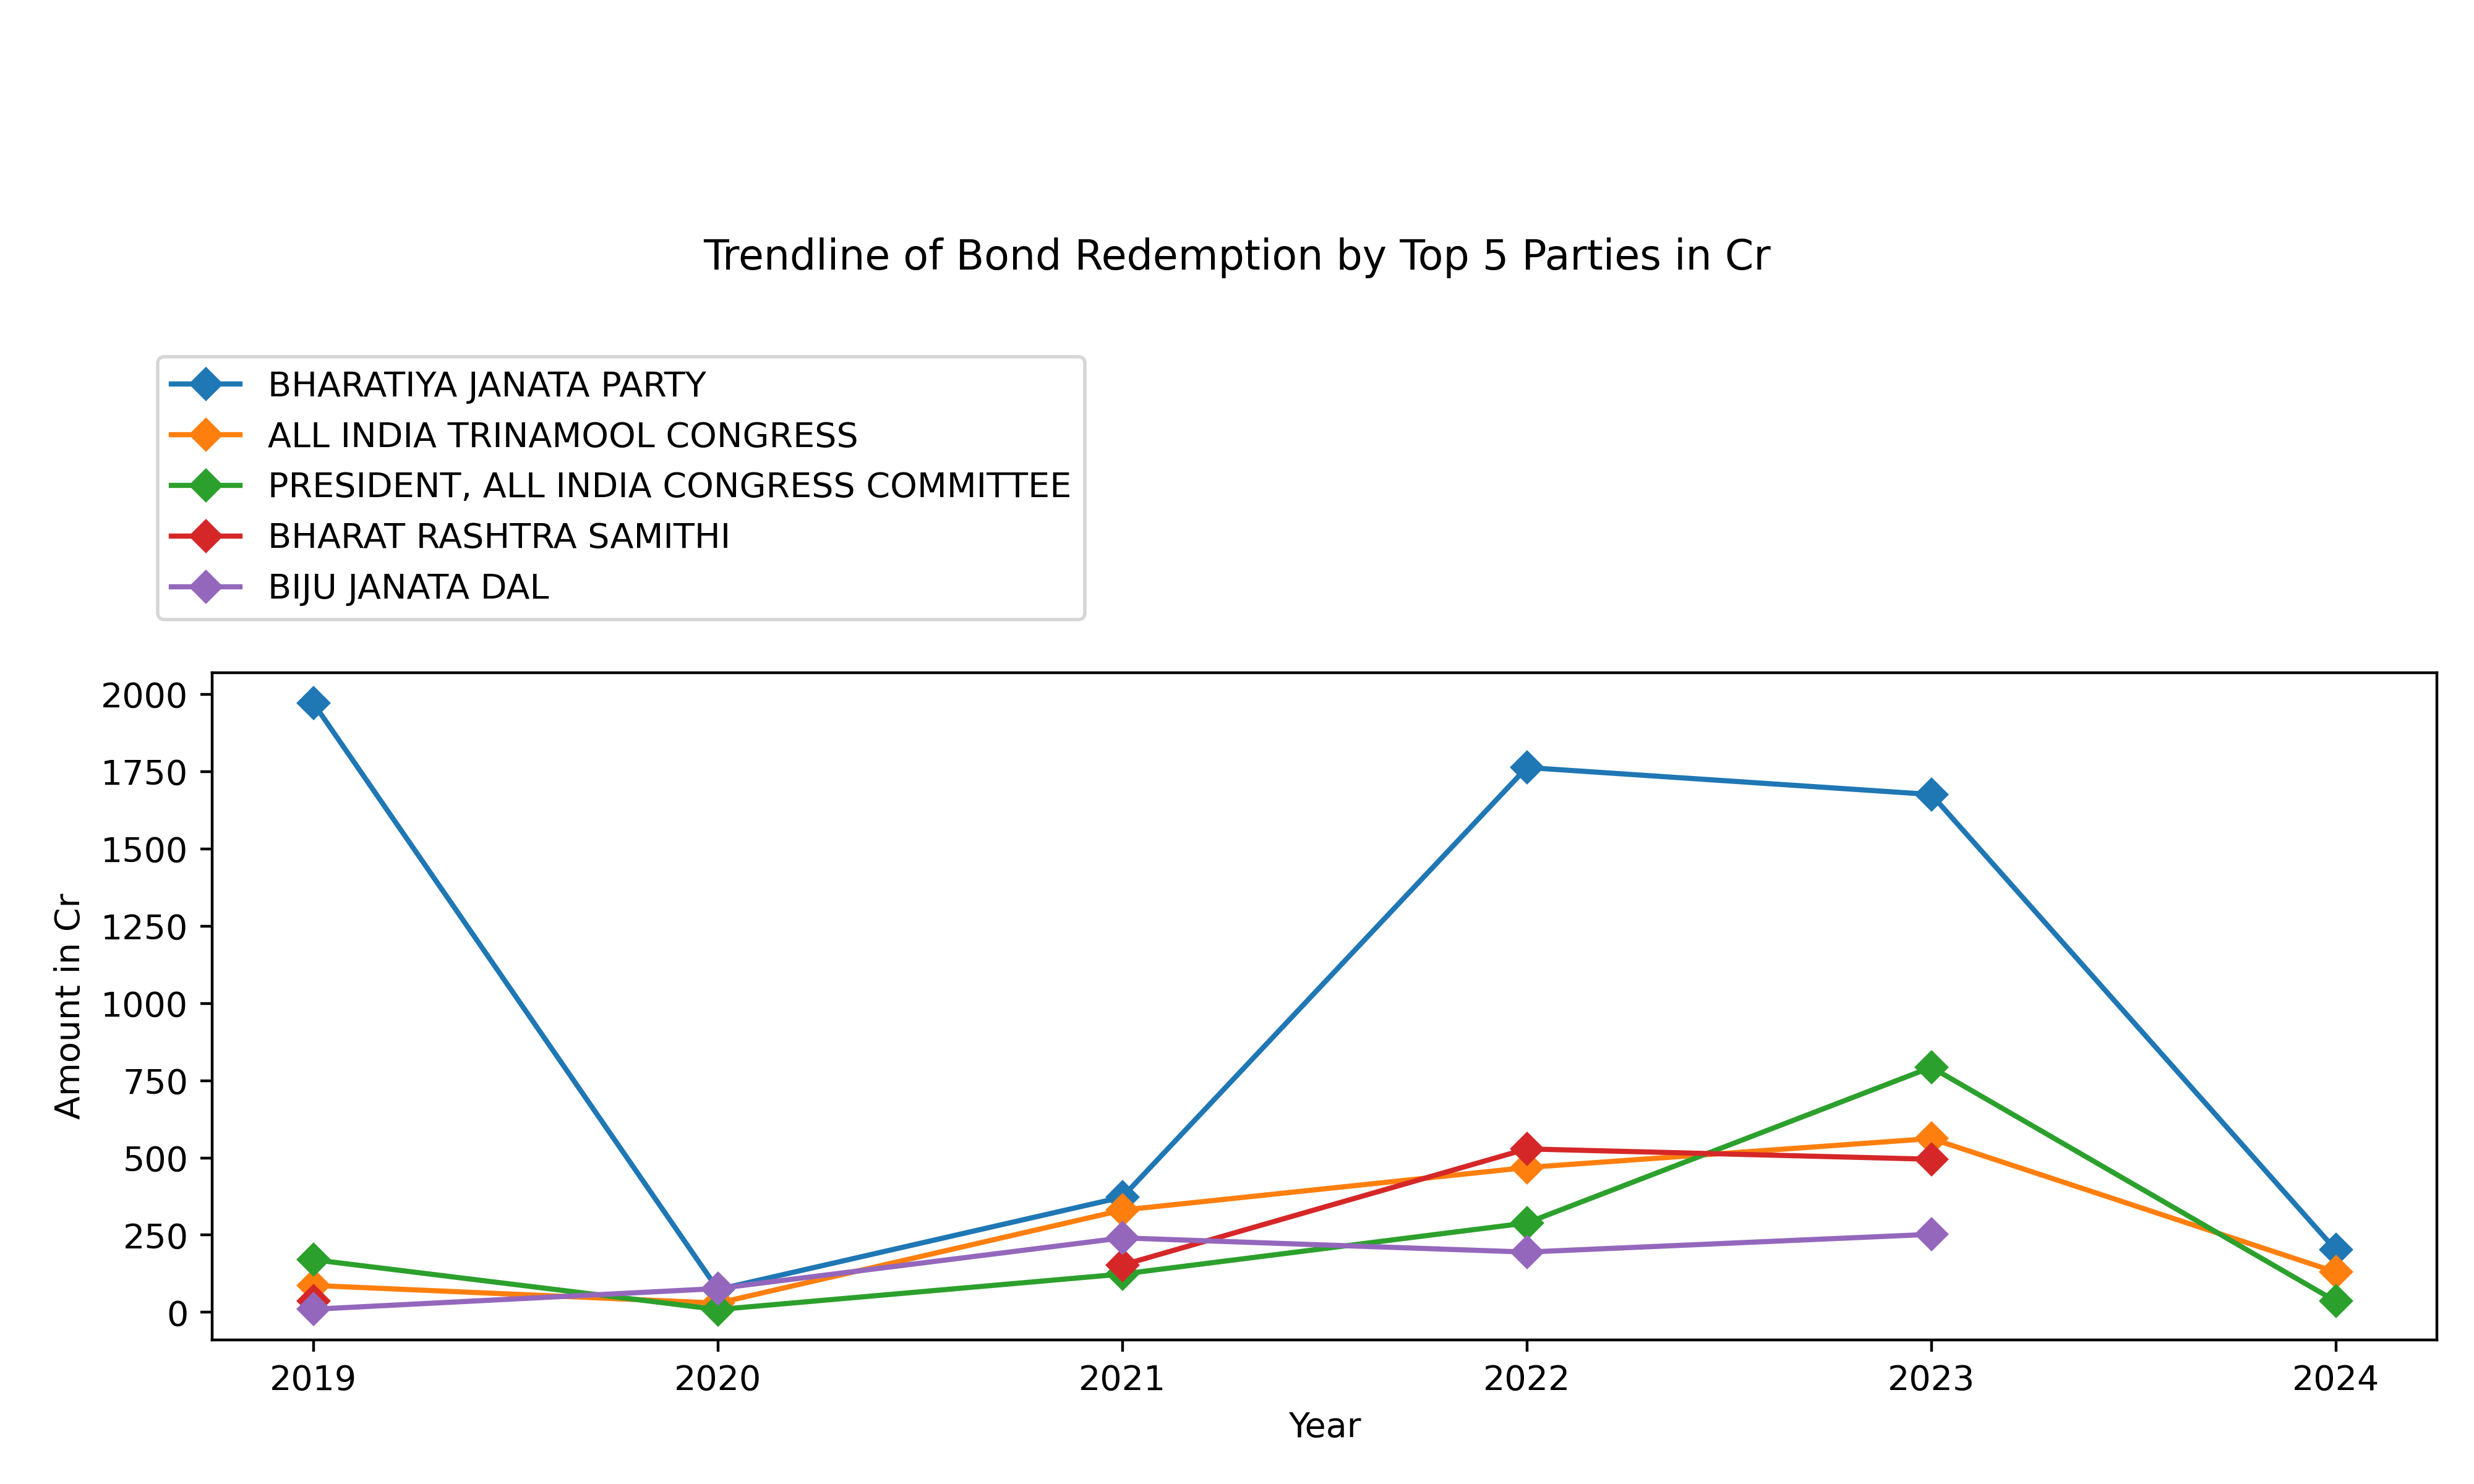 Trendline of Bond Redemption by Top 5 Parties in Cr
BHARATIYA JANATA PARTY
ALL INDIA TRINAMOOL CONGRESS
PRESIDENT, ALL INDIA CONGRESS COMMITTEE
BHARAT RASHTRA SAMITHI
BIJU JANATA DAL
2000
1750
1500
1250
1000
750
500
250
0
Amount in Cr
2019 2020 2021 2022 2023 2024
Year